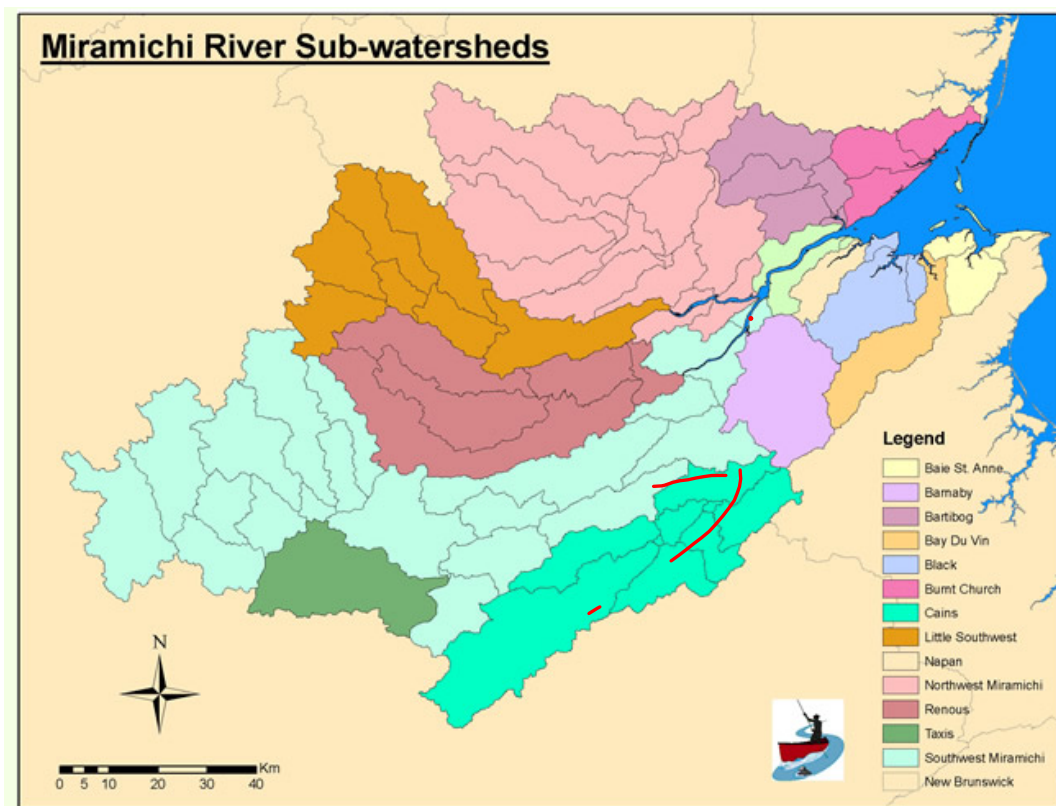 Miramichi River Sub-watersheds
Legend
Baie St. Anne
Barnaby
Bartibog
Bay Du Vin
Black
Burnt Church
Cains
Little Southwest
Napan
Northwest Miramichi
Renous
Taxis
Southwest Miramichi
New Brunswick
N
Km
0 5 10 20 30 40